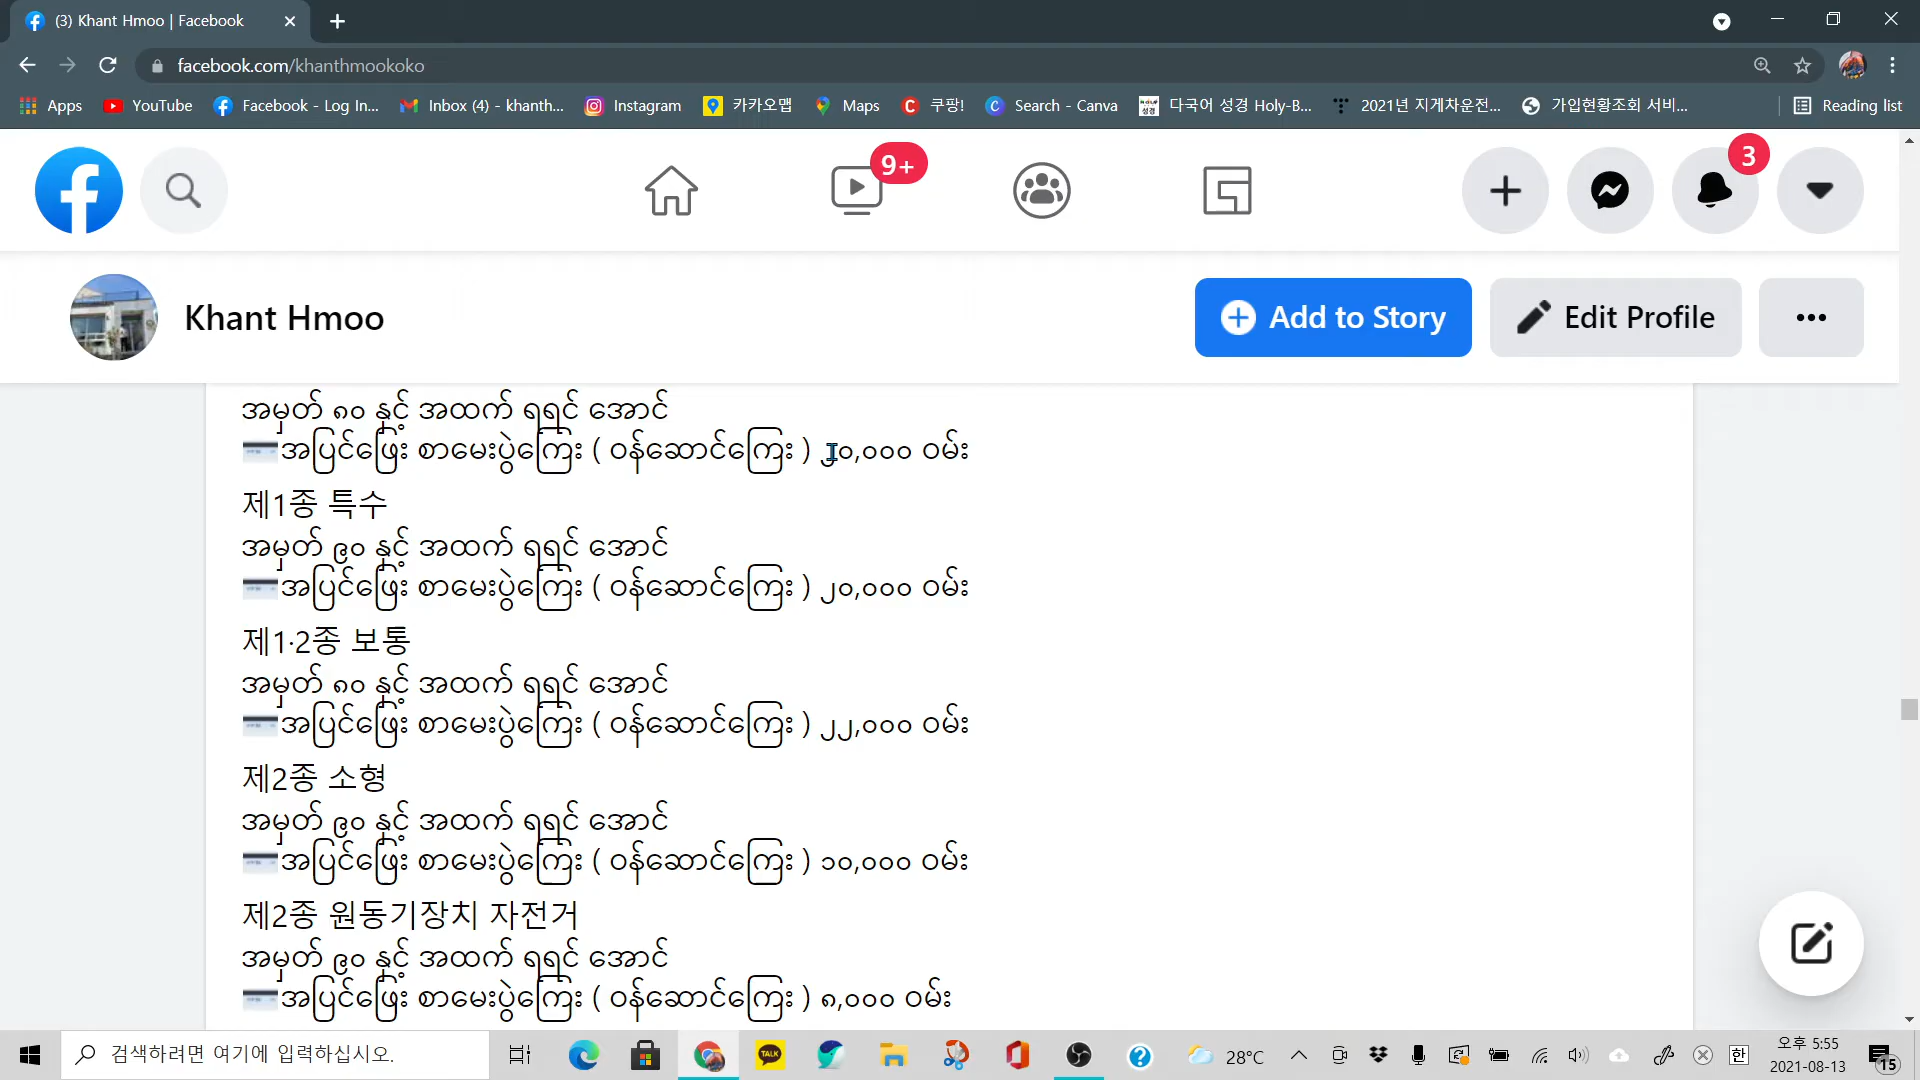 (3) Khant Hmoo | Facebook
facebook.com/khanthmookoko
Apps YouTube Facebook - Log In... Inbox (4) - khanth... Instagram 카카오맵 Maps 쿠팡! Search - Canva 다국어 성경 Holy-B... 2021년 지게차운전... 가입현황조회 서비... Reading list
9+ 3
Khant Hmoo Add to Story Edit Profile
အမှတ် ၈၀ နှင့် အထက် ရရင် အောင်
အပြင်ဖြေး စာမေးပွဲကြေး ( ဝန်ဆောင်ကြေး ) ၂၀,၀၀၀ ဝမ်း
제1종 특수
အမှတ် ၉၀ နှင့် အထက် ရရင် အောင်
အပြင်ဖြေး စာမေးပွဲကြေး ( ဝန်ဆောင်ကြေး ) ၂၀,၀၀၀ ဝမ်း
제1·2종 보통
အမှတ် ၈၀ နှင့် အထက် ရရင် အောင်
အပြင်ဖြေး စာမေးပွဲကြေး ( ဝန်ဆောင်ကြေး ) ၂၂,၀၀၀ ဝမ်း
제2종 소형
အမှတ် ၉၀ နှင့် အထက် ရရင် အောင်
အပြင်ဖြေး စာမေးပွဲကြေး ( ဝန်ဆောင်ကြေး ) ၁၀,၀၀၀ ဝမ်း
제2종 원동기장치 자전거
အမှတ် ၉၀ နှင့် အထက် ရရင် အောင်
အပြင်ဖြေး စာမေးပွဲကြေး ( ဝန်ဆောင်ကြေး ) ၈,၀၀၀ ဝမ်း
검색하려면 여기에 입력하십시오. TALK 28°C 한 오후 5:55
2021-08-13 15